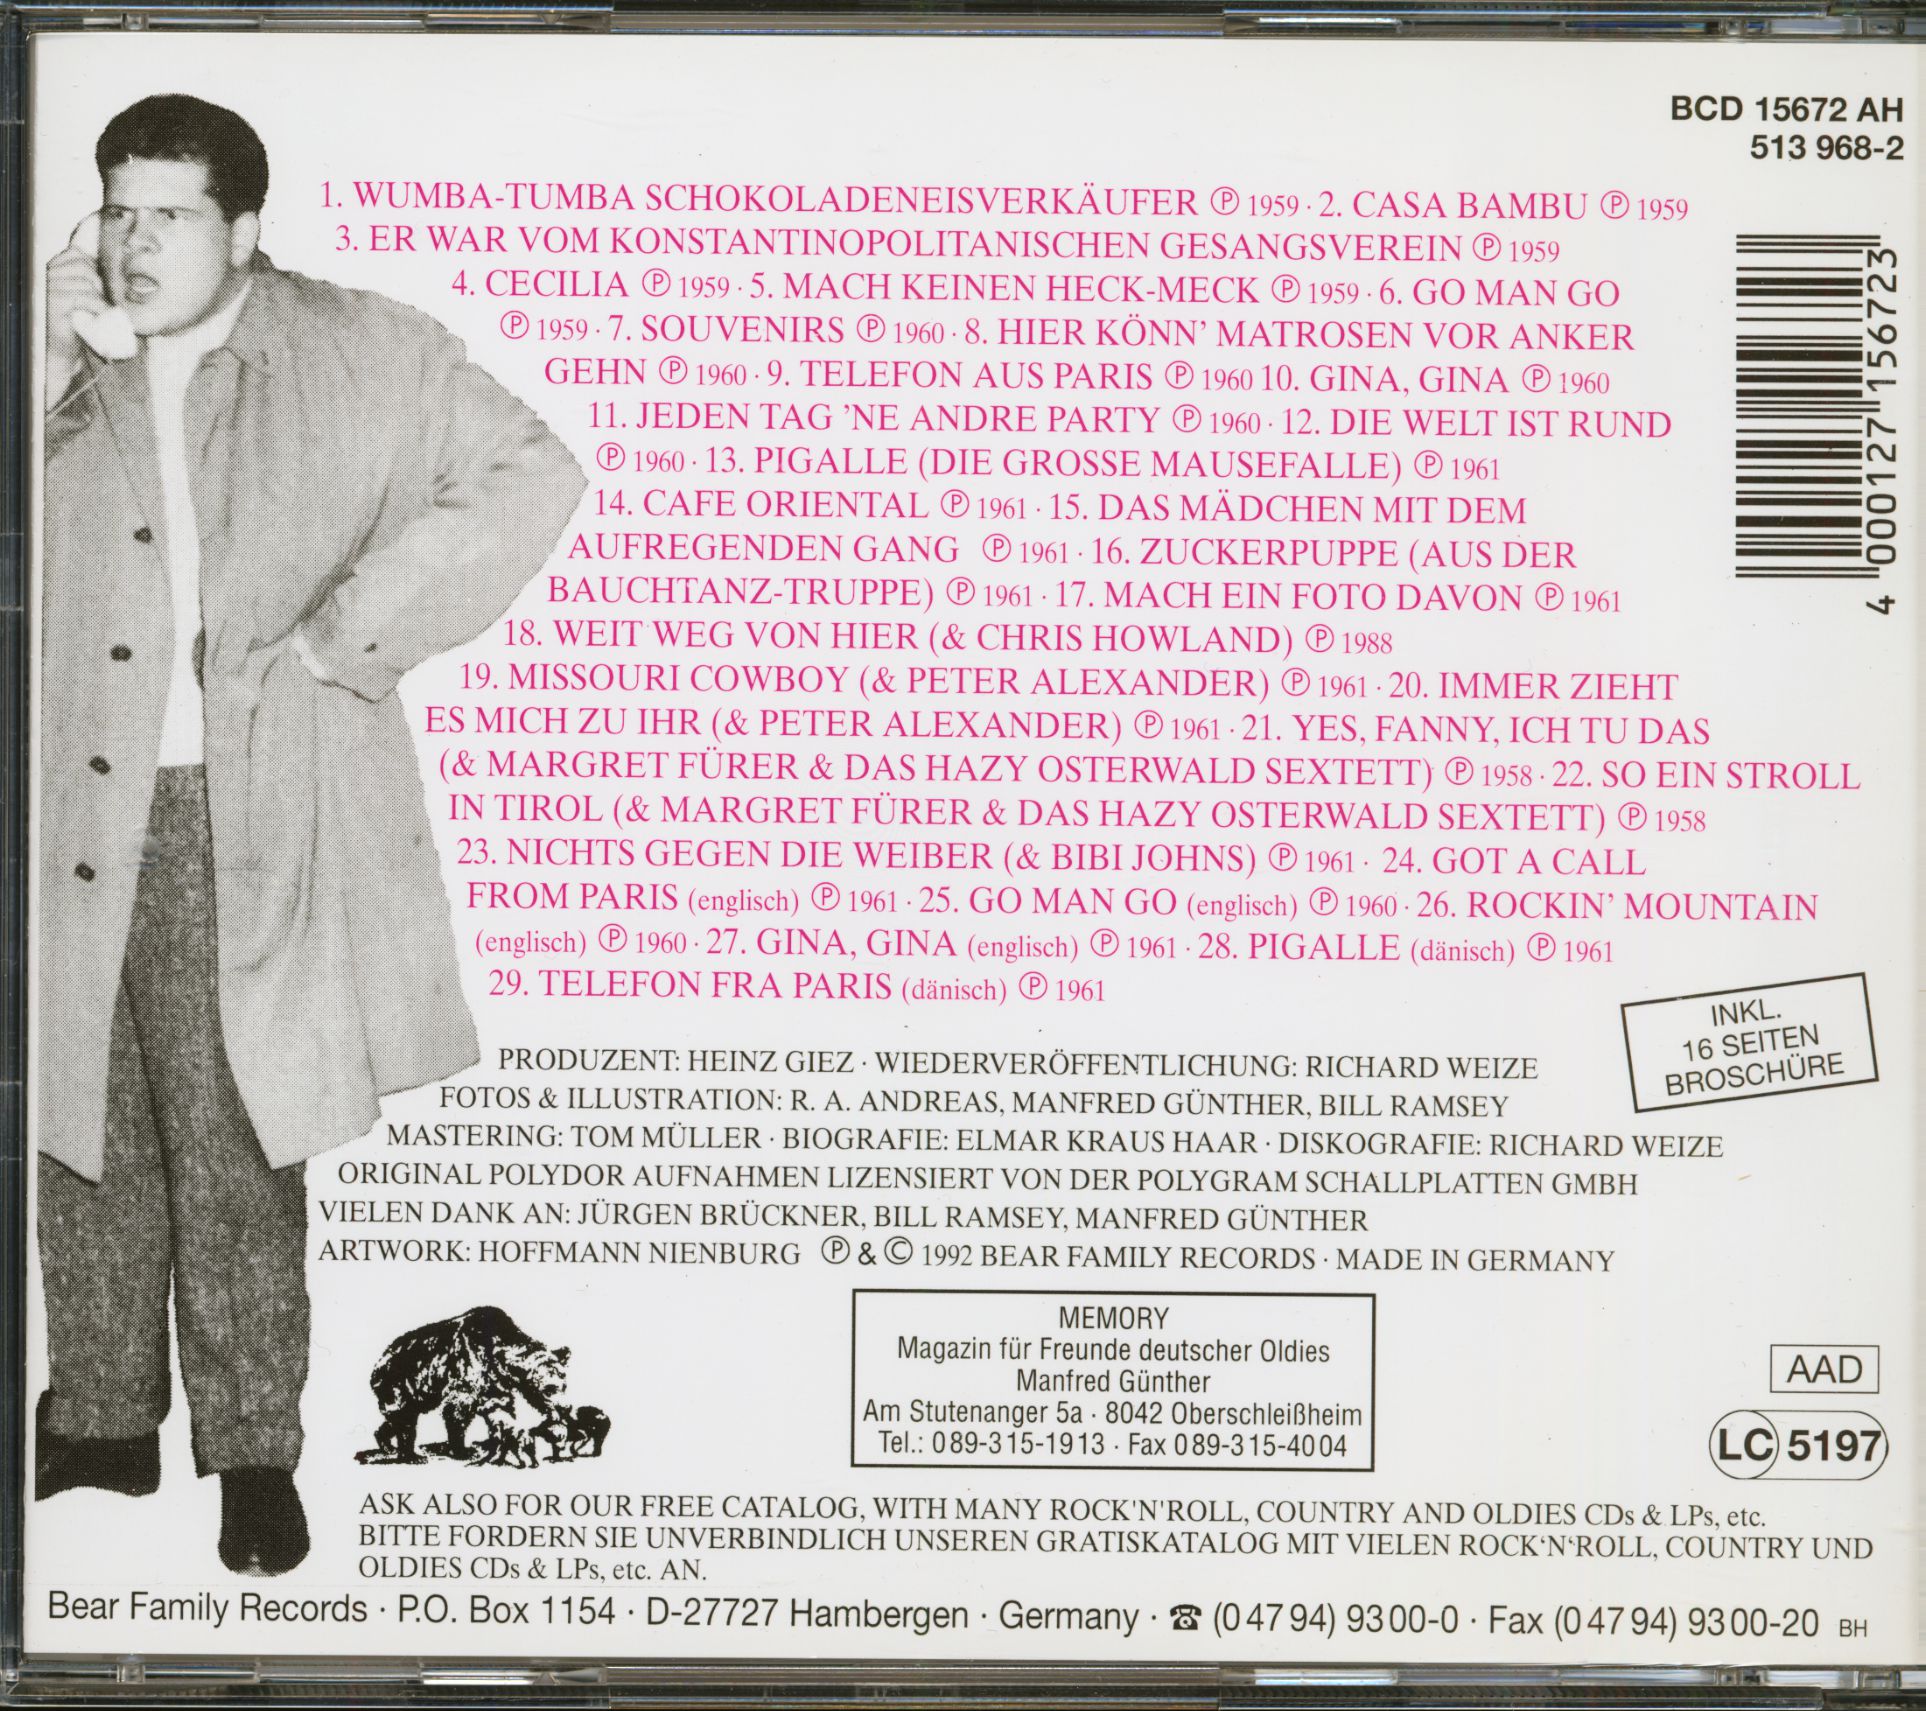 BCD 15672 AH
513 968-2
1. WUMBA-TUMBA SCHOKOLADENEISVERKÄUFER Ⓟ 1959 · 2. CASA BAMBU Ⓟ 1959
3. ER WAR VOM KONSTANTINOPOLITANISCHEN GESANGSVEREIN Ⓟ 1959
4. CECILIA Ⓟ 1959 · 5. MACH KEINEN HECK-MECK Ⓟ 1959 · 6. GO MAN GO
Ⓟ 1959 · 7. SOUVENIRS Ⓟ 1960 · 8. HIER KÖNN’ MATROSEN VOR ANKER
GEHN Ⓟ 1960 · 9. TELEFON AUS PARIS Ⓟ 1960 10. GINA, GINA Ⓟ 1960
11. JEDEN TAG ’NE ANDRE PARTY Ⓟ 1960 · 12. DIE WELT IST RUND
Ⓟ 1960 · 13. PIGALLE (DIE GROSSE MAUSEFALLE) Ⓟ 1961
14. CAFE ORIENTAL Ⓟ 1961 · 15. DAS MÄDCHEN MIT DEM
AUFREGENDEN GANG Ⓟ 1961 · 16. ZUCKERPUPPE (AUS DER
BAUCHTANZ-TRUPPE) Ⓟ 1961 · 17. MACH EIN FOTO DAVON Ⓟ 1961
18. WEIT WEG VON HIER (& CHRIS HOWLAND) Ⓟ 1988
19. MISSOURI COWBOY (& PETER ALEXANDER) Ⓟ 1961 · 20. IMMER ZIEHT
ES MICH ZU IHR (& PETER ALEXANDER) Ⓟ 1961 · 21. YES, FANNY, ICH TU DAS
(& MARGRET FÜRER & DAS HAZY OSTERWALD SEXTETT) Ⓟ 1958 · 22. SO EIN STROLL
IN TIROL (& MARGRET FÜRER & DAS HAZY OSTERWALD SEXTETT) Ⓟ 1958
23. NICHTS GEGEN DIE WEIBER (& BIBI JOHNS) Ⓟ 1961 · 24. GOT A CALL
FROM PARIS (englisch) Ⓟ 1961 · 25. GO MAN GO (englisch) Ⓟ 1960 · 26. ROCKIN’ MOUNTAIN
(englisch) Ⓟ 1960 · 27. GINA, GINA (englisch) Ⓟ 1961 · 28. PIGALLE (dänisch) Ⓟ 1961
29. TELEFON FRA PARIS (dänisch) Ⓟ 1961
4 000127 156723
INKL.
16 SEITEN
BROSCHÜRE
PRODUZENT: HEINZ GIEZ · WIEDERVERÖFFENTLICHUNG: RICHARD WEIZE
FOTOS & ILLUSTRATION: R. A. ANDREAS, MANFRED GÜNTHER, BILL RAMSEY
MASTERING: TOM MÜLLER · BIOGRAFIE: ELMAR KRAUS HAAR · DISKOGRAFIE: RICHARD WEIZE
ORIGINAL POLYDOR AUFNAHMEN LIZENSIERT VON DER POLYGRAM SCHALLPLATTEN GMBH
VIELEN DANK AN: JÜRGEN BRÜCKNER, BILL RAMSEY, MANFRED GÜNTHER
ARTWORK: HOFFMANN NIENBURG Ⓟ & © 1992 BEAR FAMILY RECORDS · MADE IN GERMANY
MEMORY
Magazin für Freunde deutscher Oldies
Manfred Günther
Am Stutenanger 5a · 8042 Oberschleißheim
Tel.: 089-315-1913 · Fax 089-315-4004
AAD
LC 5197
ASK ALSO FOR OUR FREE CATALOG, WITH MANY ROCK'N'ROLL, COUNTRY AND OLDIES CDs & LPs, etc.
BITTE FORDERN SIE UNVERBINDLICH UNSEREN GRATISKATALOG MIT VIELEN ROCK‘N‘ROLL, COUNTRY UND
OLDIES CDs & LPs, etc. AN.
Bear Family Records · P.O. Box 1154 · D-27727 Hambergen · Germany · ☎ (0 47 94) 93 00-0 · Fax (0 47 94) 93 00-20 BH